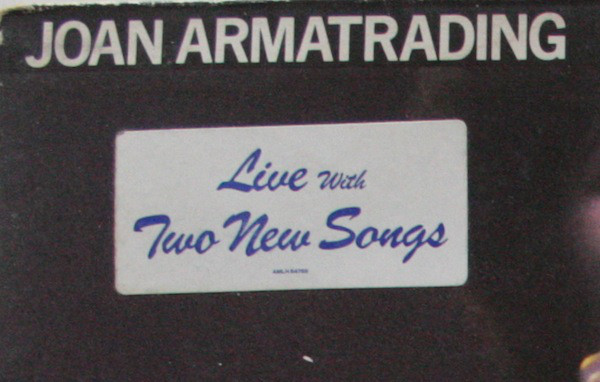 JOAN ARMATRADING
Live With
Two New Songs